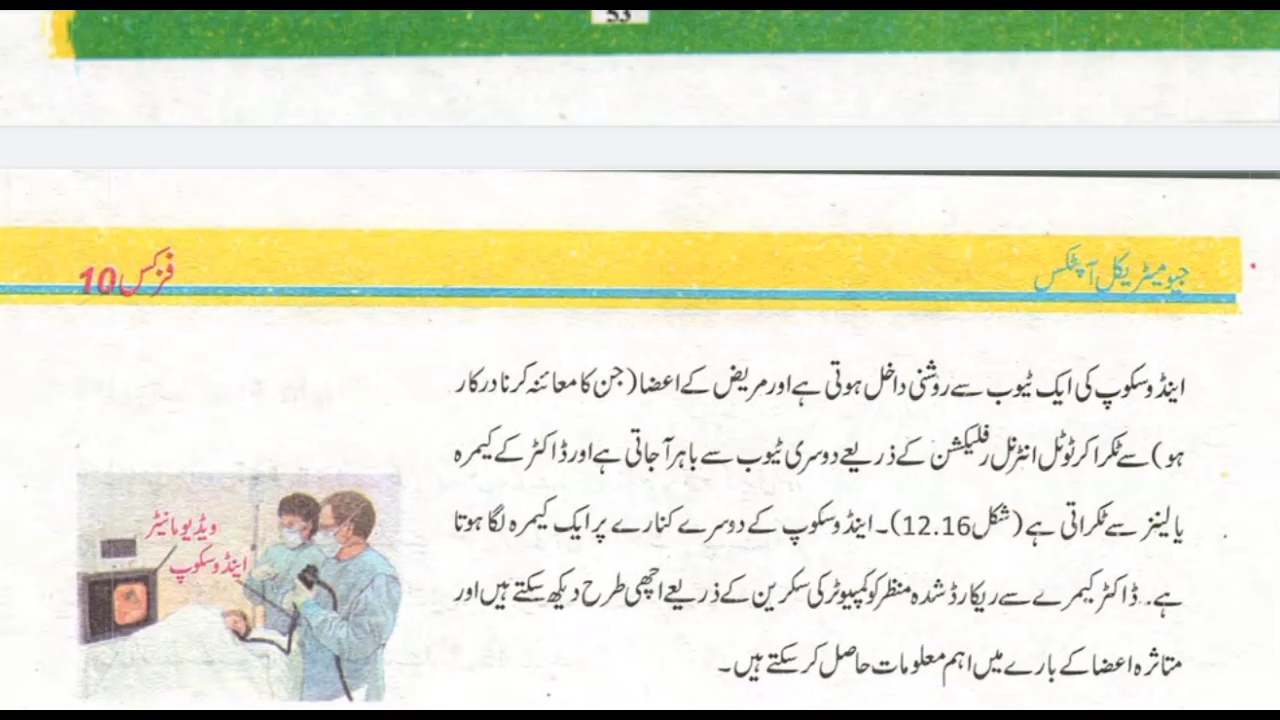 53
جیومیٹریکل آپٹکس
فزکس 10
اینڈوسکوپ کی ایک ٹیوب سے روشنی داخل ہوتی ہے اور مریض کے اعضا (جن کا معائنہ کرنا درکار
ہو) سے ٹکرا کر ٹوٹل انٹرنل رفلیکشن کے ذریعے دوسری ٹیوب سے باہر آ جاتی ہے اور ڈاکٹر کے کیمرہ
یا لینز سے ٹکراتی ہے (شکل 12.16)۔ اینڈوسکوپ کے دوسرے کنارے پر ایک کیمرہ لگا ہوتا
ہے۔ ڈاکٹر کیمرے سے ریکارڈ شدہ منظر کو کمپیوٹر کی سکرین کے ذریعے اچھی طرح دیکھ سکتے ہیں اور
متاثرہ اعضا کے بارے میں اہم معلومات حاصل کر سکتے ہیں۔
ویڈیو مانیٹر
اینڈوسکوپ